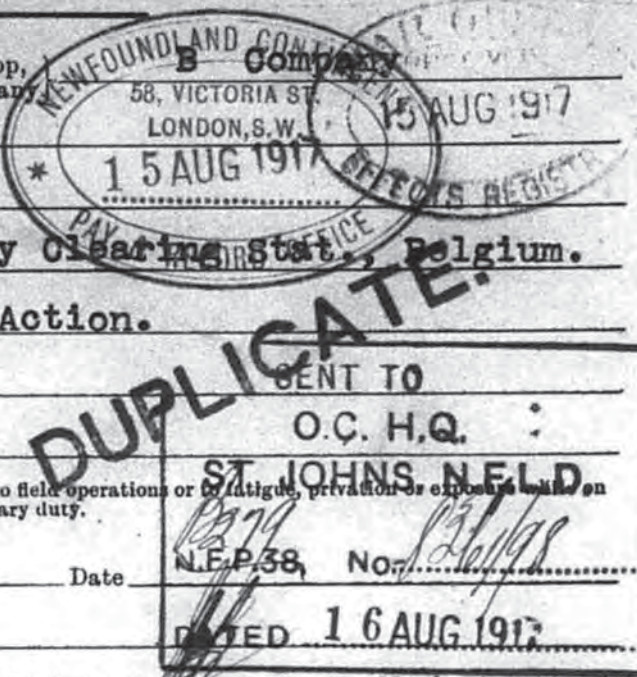 op,
any
B Company
NEWFOUNDLAND CONTINGENT
58, VICTORIA ST.
LONDON, S.W.
15 AUG 1917
PAY & RECORD OFFICE
15 AUG 1917
EFFECTS REGISTR
y Clearing Stat., Belgium.
Action.
DUPLICATE.
SENT TO
O.C. H.Q.
ST. JOHNS N.F.L.D.
o field operations or to fatigue, privation or exposure while on
ary duty.
N.F.P.38, No.
Date
DATED 16 AUG 191